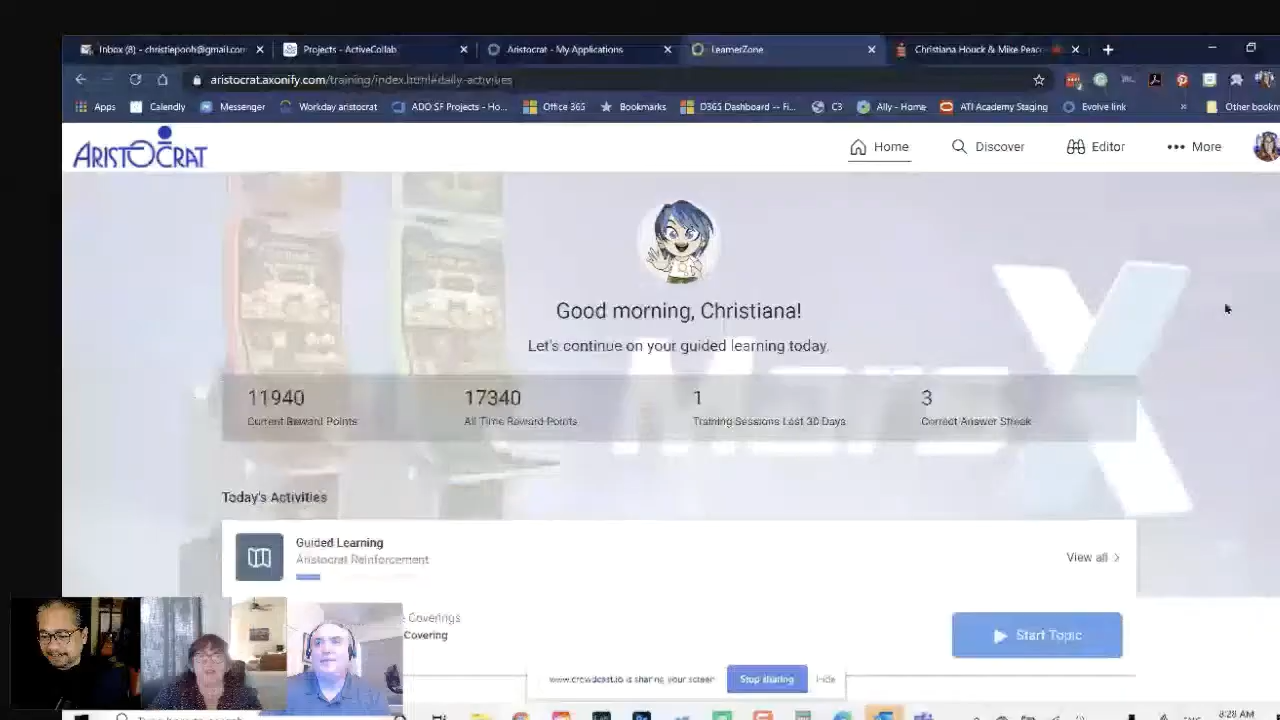 Inbox (8) - christiepooh@gmail.com
Projects - ActiveCollab
Aristocrat - My Applications
LearnerZone
Christiana Houck & Mike Peaco
aristocrat.axonify.com/training/index.html#daily-activities
Apps
Calendly
Messenger
Workday aristocrat
ADO SF Projects - Ho...
Office 365
Bookmarks
D365 Dashboard --
C3
Ally - Home
ATI Academy Staging
Evolve link
»
Other bookm
ARISTOCRAT
Home
Discover
Editor
More
Good morning, Christiana!
Let's continue on your guided learning today.
11940
17340
1
3
Current Reward Points
All Time Reward Points
Training Sessions Last 30 Days
Correct Answer Streak
Today's Activities
Guided Learning
Aristocrat Reinforcement
View all
Coverings
Covering
Start Topic
www.crowdcast.io is sharing your screen
Stop sharing
Hide
8:28 AM